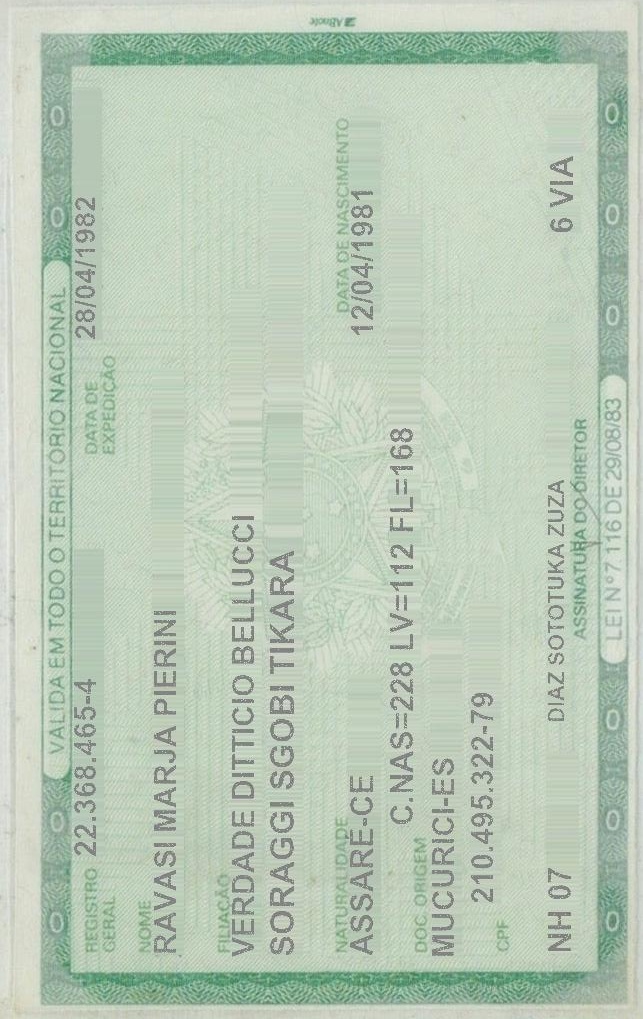 VALIDA EM TODO O TERRITÓRIO NACIONAL
REGISTRO GERAL 22.368.465-4 DATA DE EXPEDIÇÃO 28/04/1982
NOME
RAVASI MARJA PIERINI
FILIAÇÃO
VERDADE DITTICIO BELLUCCI
SORAGGI SGOBI TIKARA
NATURALIDADE DATA DE NASCIMENTO
ASSARÉ-CE 12/04/1981
DOC. ORIGEM C.NAS=228 LV=112 FL=168
MUCURICI-ES
CPF 210.495.322-79
NH 07 DIAZ SOTOTUKA ZUZA 6 VIA
ASSINATURA DO DIRETOR
LEI Nº 7 116 DE 29/08/83